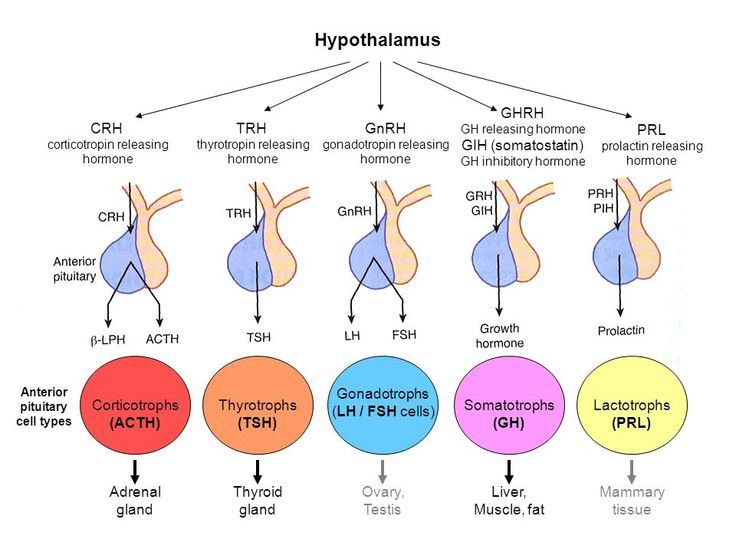 Hypothalamus
CRH
corticotropin releasing
hormone
TRH
thyrotropin releasing
hormone
GnRH
gonadotropin releasing
hormone
GHRH
GH releasing hormone
GIH (somatostatin)
GH inhibitory hormone
PRL
prolactin releasing
hormone
CRH
TRH
GnRH
GRH
GIH
PRH
PIH
Anterior
pituitary
β-LPH
ACTH
TSH
LH
FSH
Growth
hormone
Prolactin
Anterior
pituitary
cell types
Corticotrophs
(ACTH)
Thyrotrophs
(TSH)
Gonadotrophs
(LH / FSH cells)
Somatotrophs
(GH)
Lactotrophs
(PRL)
Adrenal
gland
Thyroid
gland
Ovary,
Testis
Liver,
Muscle, fat
Mammary
tissue